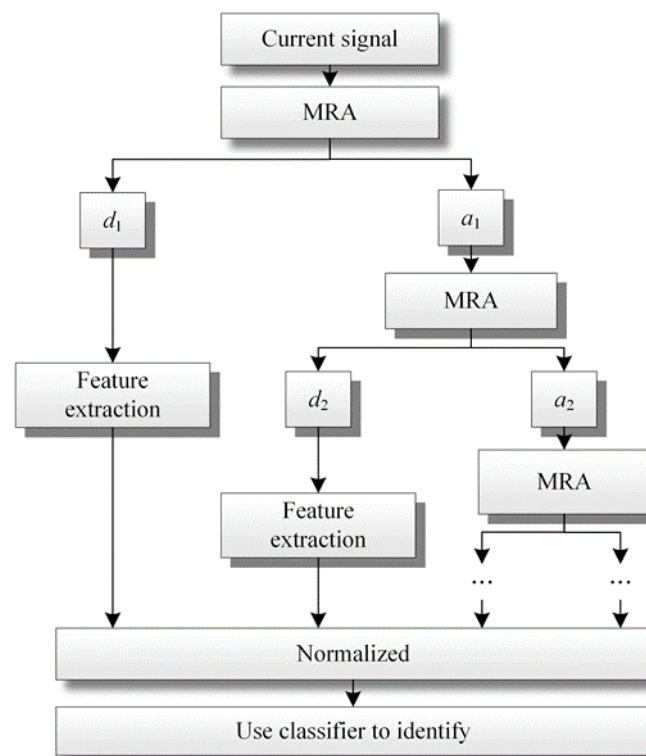 Current signal
MRA
d₁
a₁
MRA
Feature
extraction
d₂
a₂
MRA
Feature
extraction
...
...
Normalized
Use classifier to identify